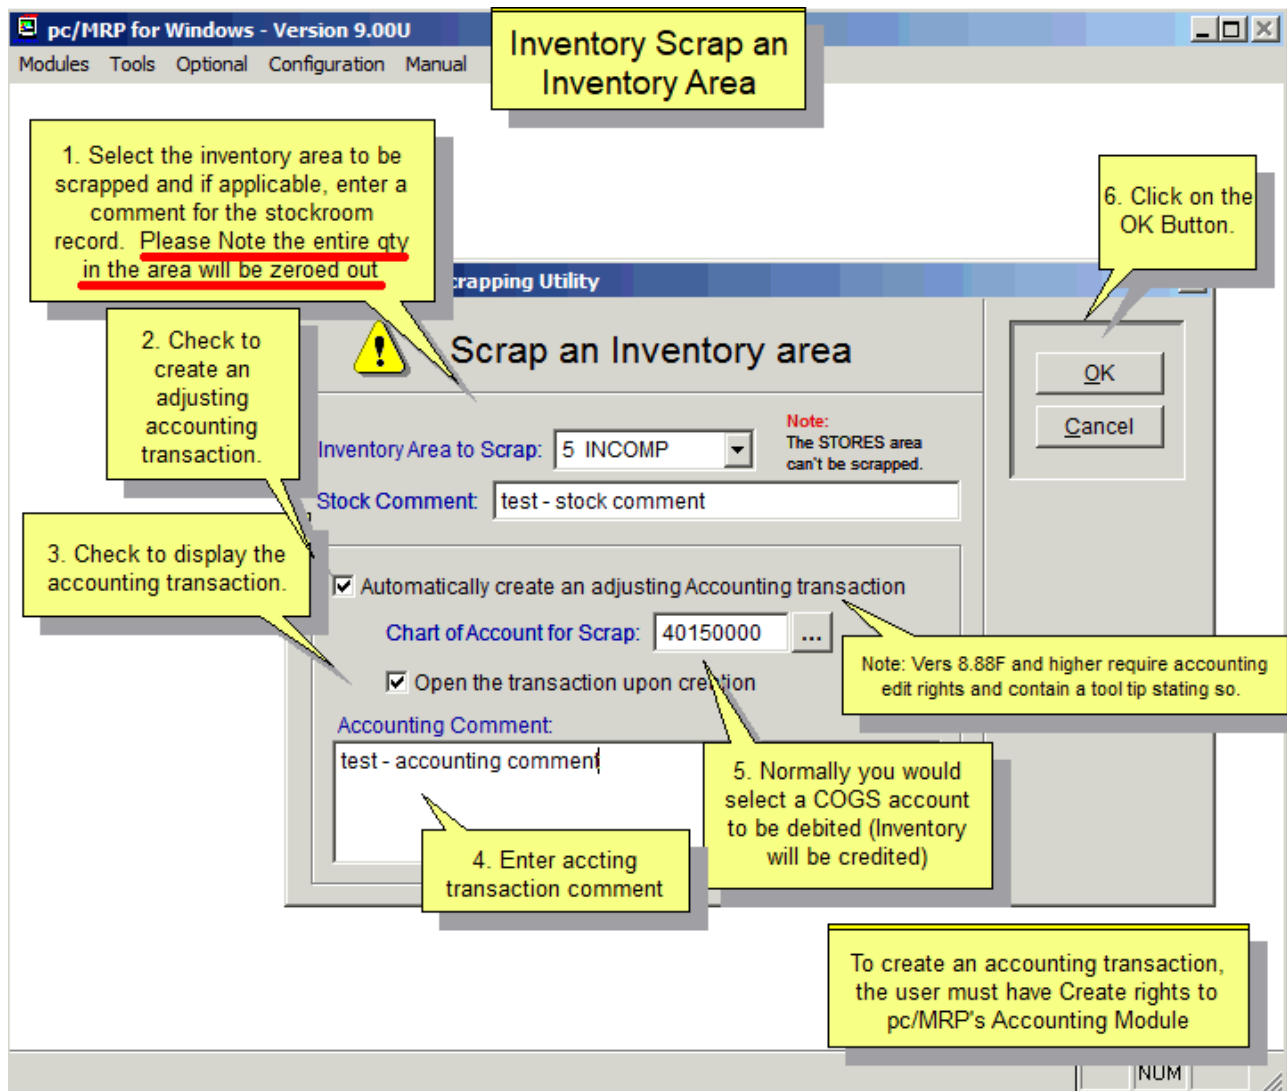 pc/MRP for Windows - Version 9.00U
Modules Tools Optional Configuration Manual
Inventory Scrap an
Inventory Area
1. Select the inventory area to be
scrapped and if applicable, enter a
comment for the stockroom
record. Please Note the entire qty
in the area will be zeroed out
6. Click on the
OK Button.
crapping Utility
2. Check to
create an
adjusting
accounting
transaction.
Scrap an Inventory area
OK
Cancel
Inventory Area to Scrap: 5 INCOMP
Note:
The STORES area
can't be scrapped.
Stock Comment: test - stock comment
3. Check to display the
accounting transaction.
Automatically create an adjusting Accounting transaction
Chart of Account for Scrap: 40150000 ...
Note: Vers 8.88F and higher require accounting
edit rights and contain a tool tip stating so.
Open the transaction upon creation
Accounting Comment:
test - accounting comment
5. Normally you would
select a COGS account
to be debited (Inventory
will be credited)
4. Enter accting
transaction comment
To create an accounting transaction,
the user must have Create rights to
pc/MRP's Accounting Module
NUM